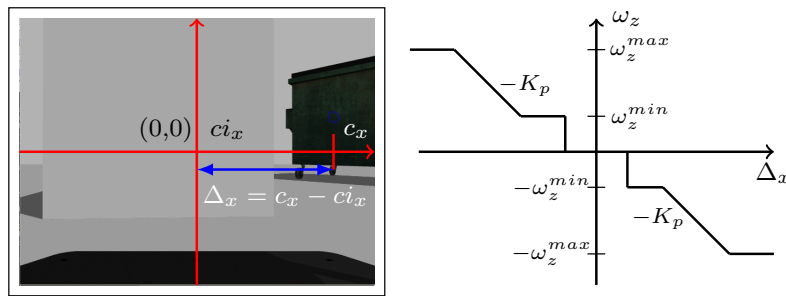 (0,0) ci_x
c_x
Δ_x = c_x − ci_x
ω_z
ω_z^{max}
−K_p
ω_z^{min}
Δ_x
−ω_z^{min}
−K_p
−ω_z^{max}